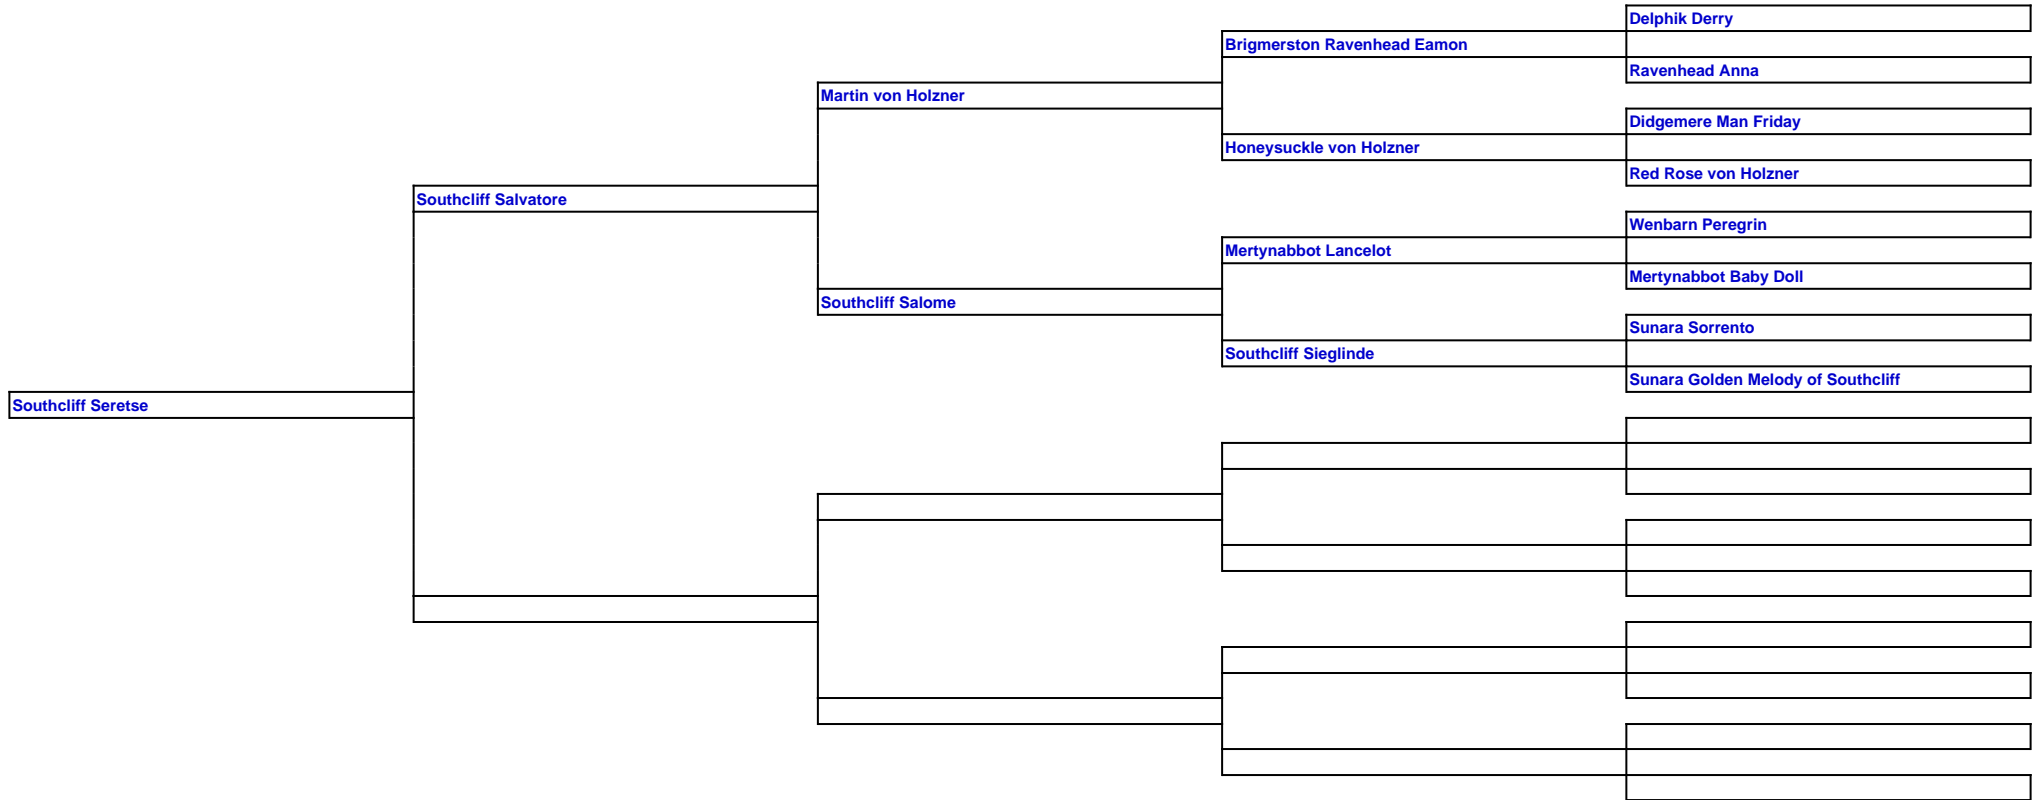 Delphik Derry
Brigmerston Ravenhead Eamon
Ravenhead Anna
Martin von Holzner
Didgemere Man Friday
Honeysuckle von Holzner
Red Rose von Holzner
Southcliff Salvatore
Wenbarn Peregrin
Mertynabbot Lancelot
Mertynabbot Baby Doll
Southcliff Salome
Sunara Sorrento
Southcliff Sieglinde
Sunara Golden Melody of Southcliff
Southcliff Seretse